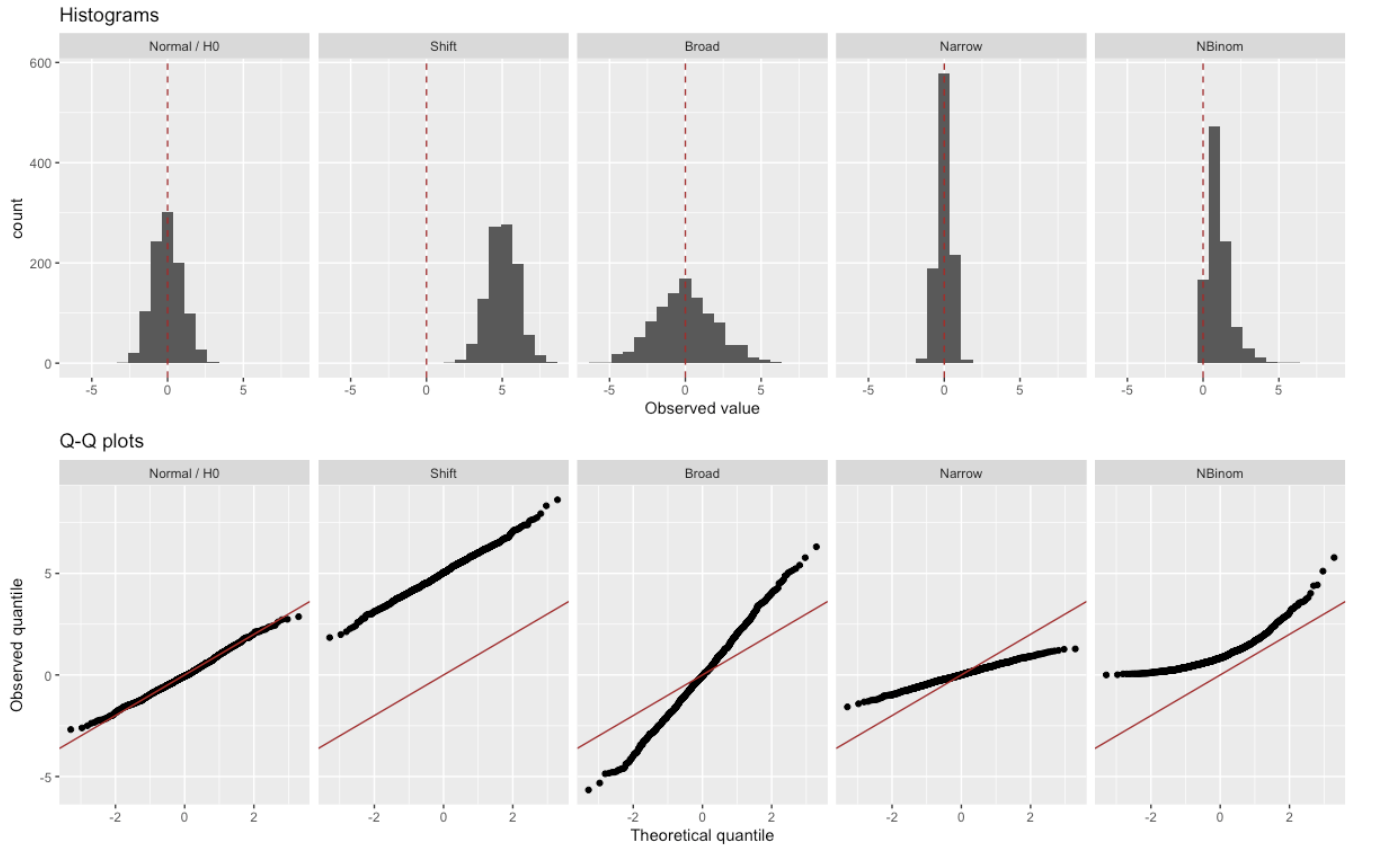 Histograms
Normal / H0 Shift Broad Narrow NBinom
600
400
200
0
count
-5 0 5 -5 0 5 -5 0 5 -5 0 5 -5 0 5
Observed value
Q-Q plots
Normal / H0 Shift Broad Narrow NBinom
5
0
-5
Observed quantile
-2 0 2 -2 0 2 -2 0 2 -2 0 2 -2 0 2
Theoretical quantile